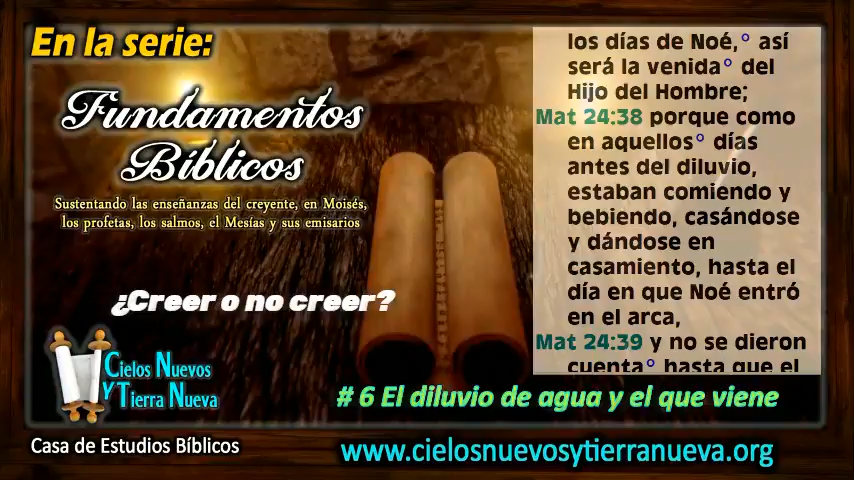 En la serie:
Fundamentos
Bíblicos
Sustentando las enseñanzas del creyente, en Moisés,
los profetas, los salmos, el Mesías y sus emisarios
¿Creer o no creer?
Cielos Nuevos
Y Tierra Nueva
Casa de Estudios Bíblicos
los días de Noé,° así
será la venida° del
Hijo del Hombre;
Mat 24:38 porque como
en aquellos° días
antes del diluvio,
estaban comiendo y
bebiendo, casándose
y dándose en
casamiento, hasta el
día en que Noé entró
en el arca,
Mat 24:39 y no se dieron
cuenta° hasta que el
# 6 El diluvio de agua y el que viene
www.cielosnuevosytierranueva.org